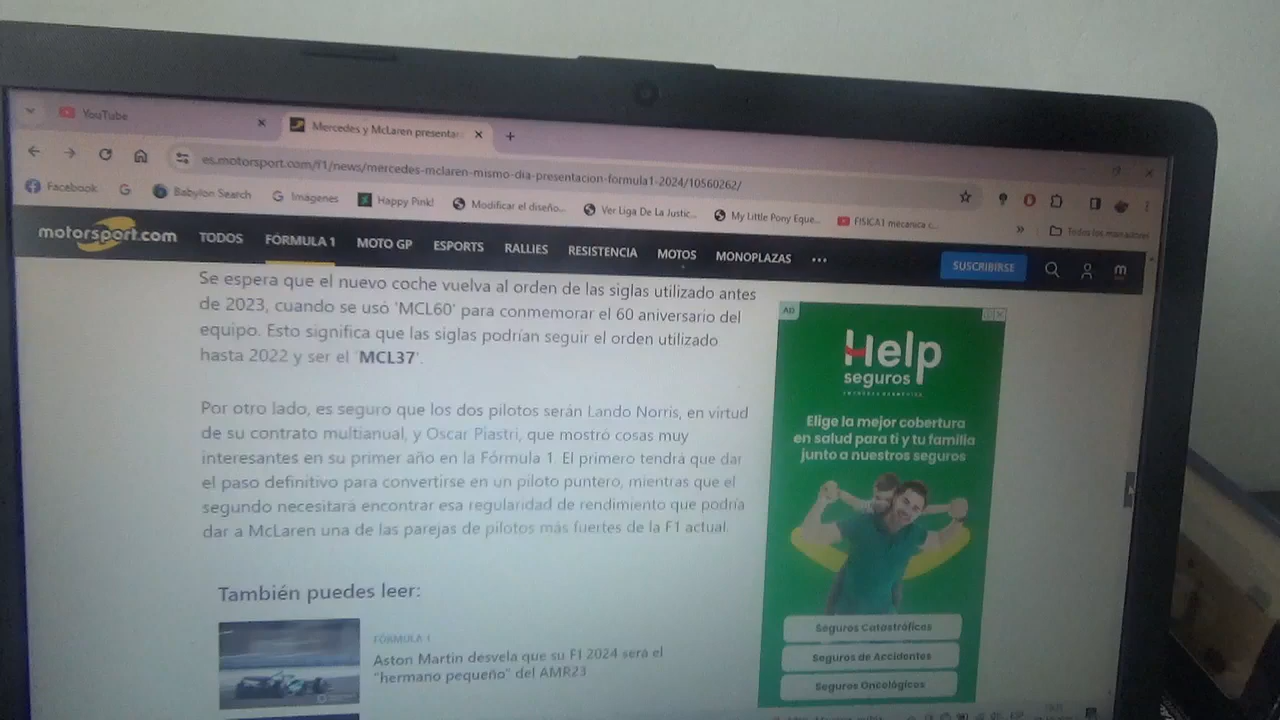 YouTube
Mercedes y McLaren presentar
es.motorsport.com/f1/news/mercedes-mclaren-mismo-dia-presentacion-formula1-2024/10560262/
Facebook
Babylon Search
Imágenes
Happy Pink!
Modificar el diseño...
Ver Liga De La Justic...
My Little Pony Eque...
FISICA1 mecanica c...
»
Todos los marcadores
motorsport.com
TODOS
FÓRMULA 1
MOTO GP
ESPORTS
RALLIES
RESISTENCIA
MOTOS
MONOPLAZAS
•••
SUSCRIBIRSE
m
Se espera que el nuevo coche vuelva al orden de las siglas utilizado antes
de 2023, cuando se usó 'MCL60' para conmemorar el 60 aniversario del
equipo. Esto significa que las siglas podrían seguir el orden utilizado
hasta 2022 y ser el 'MCL37'.
Por otro lado, es seguro que los dos pilotos serán Lando Norris, en virtud
de su contrato multianual, y Oscar Piastri, que mostró cosas muy
interesantes en su primer año en la Fórmula 1. El primero tendrá que dar
el paso definitivo para convertirse en un piloto puntero, mientras que el
segundo necesitará encontrar esa regularidad de rendimiento que podría
dar a McLaren una de las parejas de pilotos más fuertes de la F1 actual.
También puedes leer:
FÓRMULA 1
Aston Martin desvela que su F1 2024 será el
"hermano pequeño" del AMR23
AD
Help
seguros
Elige la mejor cobertura
en salud para ti y tu familia
junto a nuestros seguros
Seguros Catastróficos
Seguros de Accidentes
Seguros Oncológicos